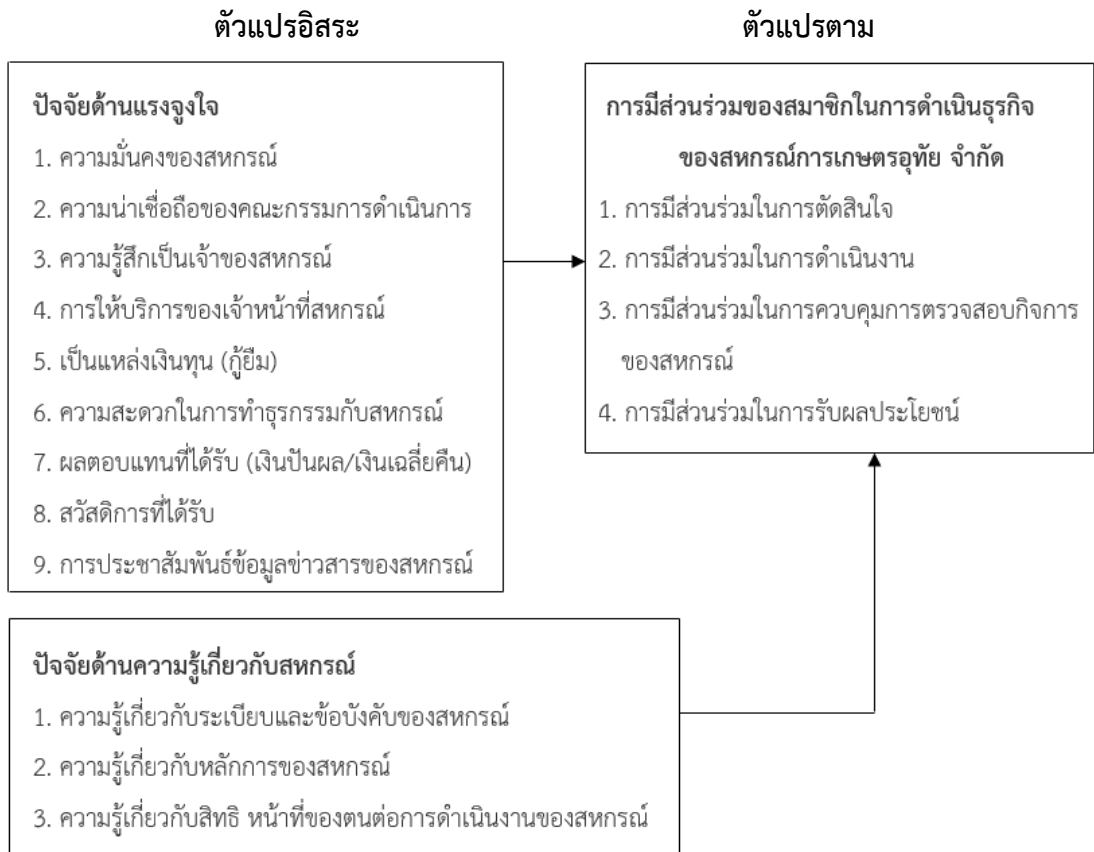 ตัวแปรอิสระ
ปัจจัยด้านแรงจูงใจ
1. ความมั่นคงของสหกรณ์
2. ความน่าเชื่อถือของคณะกรรมการดำเนินการ
3. ความรู้สึกเป็นเจ้าของสหกรณ์
4. การให้บริการของเจ้าหน้าที่สหกรณ์
5. เป็นแหล่งเงินทุน (กู้ยืม)
6. ความสะดวกในการทำธุรกรรมกับสหกรณ์
7. ผลตอบแทนที่ได้รับ (เงินปันผล/เงินเฉลี่ยคืน)
8. สวัสดิการที่ได้รับ
9. การประชาสัมพันธ์ข้อมูลข่าวสารของสหกรณ์
ปัจจัยด้านความรู้เกี่ยวกับสหกรณ์
1. ความรู้เกี่ยวกับระเบียบและข้อบังคับของสหกรณ์
2. ความรู้เกี่ยวกับหลักการของสหกรณ์
3. ความรู้เกี่ยวกับสิทธิ หน้าที่ของตนต่อการดำเนินงานของสหกรณ์
ตัวแปรตาม
การมีส่วนร่วมของสมาชิกในการดำเนินธุรกิจ
ของสหกรณ์การเกษตรอุทัย จำกัด
1. การมีส่วนร่วมในการตัดสินใจ
2. การมีส่วนร่วมในการดำเนินงาน
3. การมีส่วนร่วมในการควบคุมการตรวจสอบกิจการ
ของสหกรณ์
4. การมีส่วนร่วมในการรับผลประโยชน์